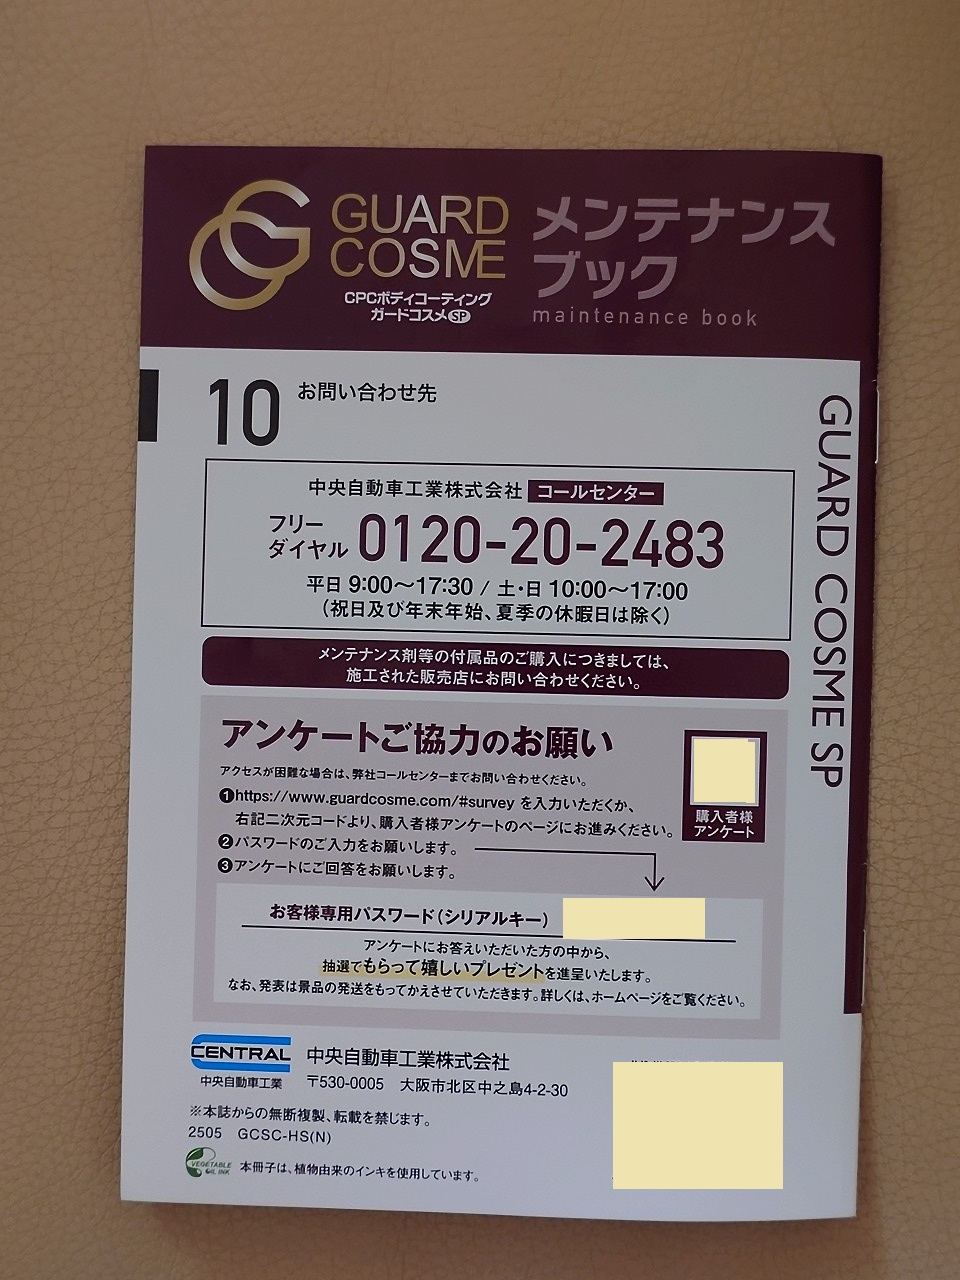 GUARD
COSME
CPCボディコーティング
ガードコスメSP
メンテナンス
ブック
maintenance book
GUARD COSME SP
10 お問い合わせ先
中央自動車工業株式会社 コールセンター
フリー
ダイヤル 0120-20-2483
平日 9:00〜17:30 / 土・日 10:00〜17:00
(祝日及び年末年始、夏季の休暇日は除く)
メンテナンス剤等の付属品のご購入につきましては、
施工された販売店にお問い合わせください。
アンケートご協力のお願い
アクセスが困難な場合は、弊社コールセンターまでお問い合わせください。
❶https://www.guardcosme.com/#survey を入力いただくか、
右記二次元コードより、購入者様アンケートのページにお進みください。
❷パスワードのご入力をお願いします。
❸アンケートにご回答をお願いします。
購入者様
アンケート
お客様専用パスワード(シリアルキー)
アンケートにお答えいただいた方の中から、
抽選でもらって嬉しいプレゼントを進呈いたします。
なお、発表は景品の発送をもってかえさせていただきます。詳しくは、ホームページをご覧ください。
CENTRAL
中央自動車工業
中央自動車工業株式会社
〒530-0005 大阪市北区中之島4-2-30
※本誌からの無断複製、転載を禁じます。
2505 GCSC-HS(N)
VEGETABLE
OIL INK
本冊子は、植物由来のインキを使用しています。